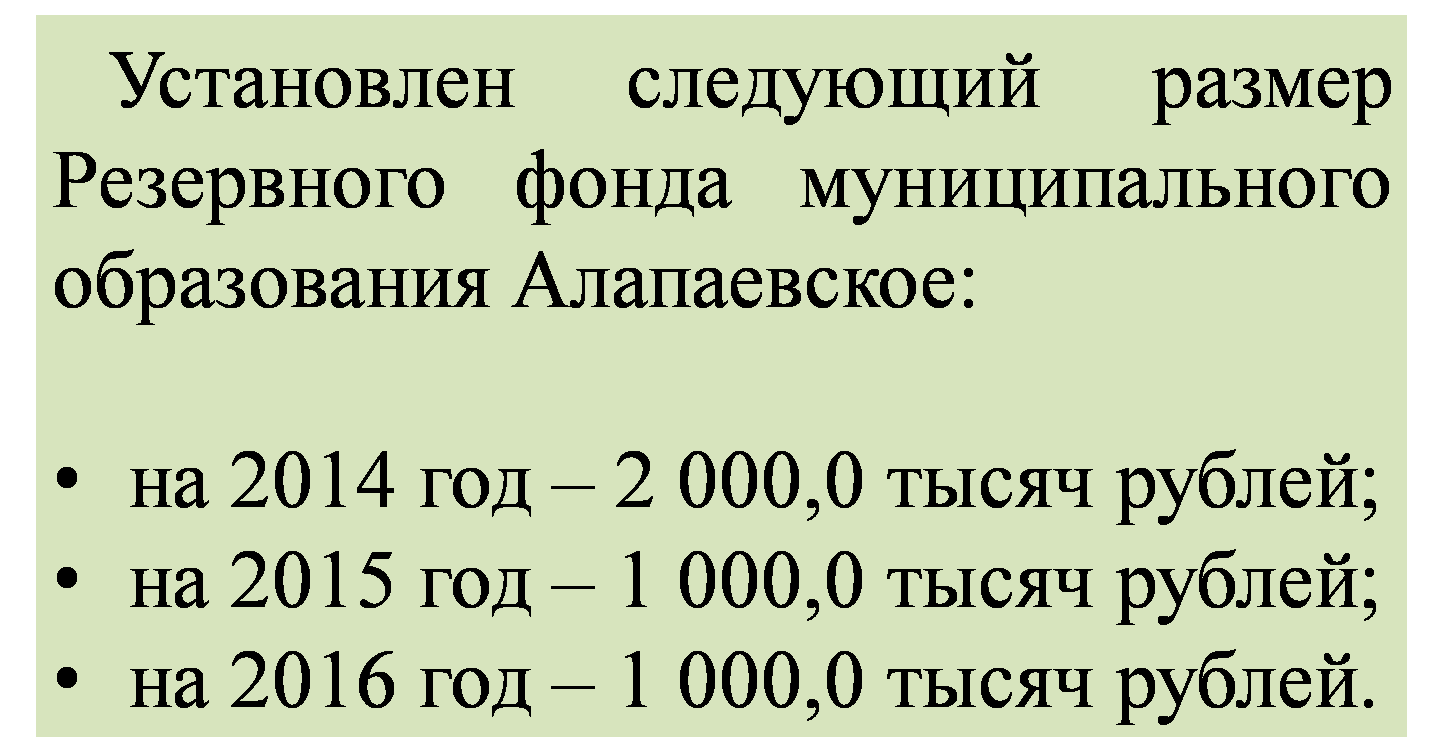 Установлен следующий размер
Резервного фонда муниципального
образования Алапаевское:
• на 2014 год – 2 000,0 тысяч рублей;
• на 2015 год – 1 000,0 тысяч рублей;
• на 2016 год – 1 000,0 тысяч рублей.